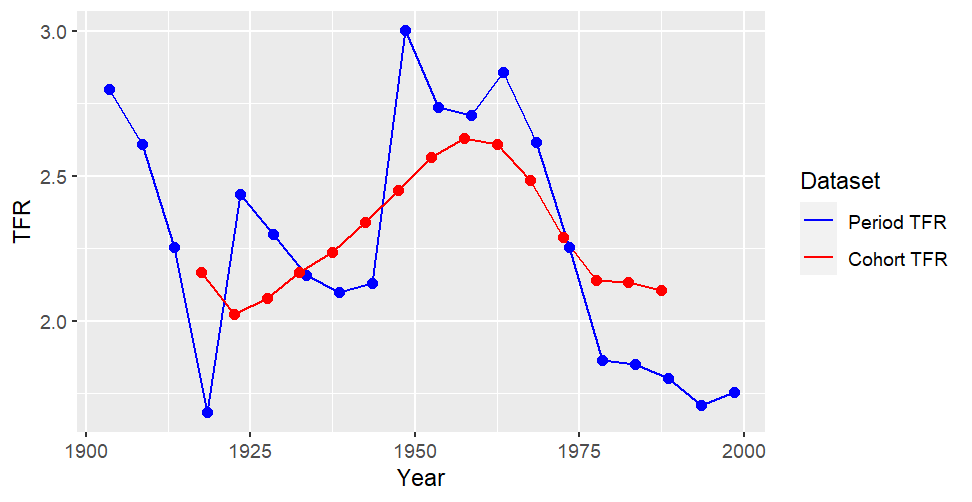 TFR
3.0
2.5
2.0
1900
1925
1950
1975
2000
Year
Dataset
Period TFR
Cohort TFR